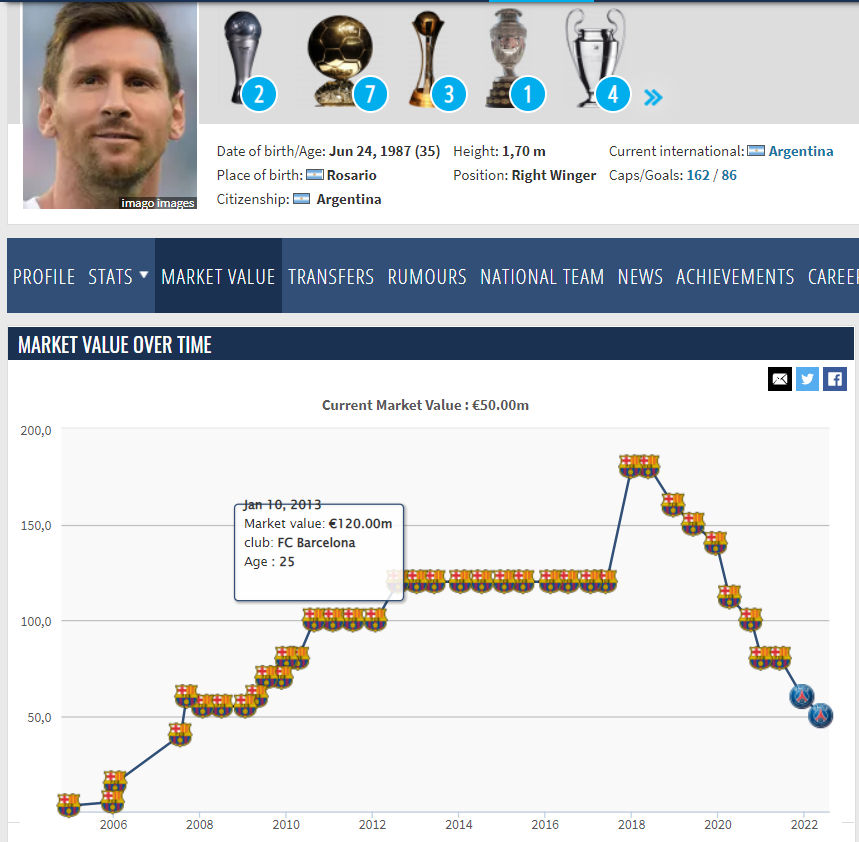 2
7
3
1
4
imago images
Date of birth/Age: Jun 24, 1987 (35)
Height: 1,70 m
Current international: Argentina
Place of birth: Rosario
Position: Right Winger
Caps/Goals: 162 / 86
Citizenship: Argentina
PROFILE STATS MARKET VALUE TRANSFERS RUMOURS NATIONAL TEAM NEWS ACHIEVEMENTS CAREE
MARKET VALUE OVER TIME
Current Market Value : €50.00m
200,0
150,0
100,0
50,0
Jan 10, 2013
Market value: €120.00m
club: FC Barcelona
Age : 25
2006 2008 2010 2012 2014 2016 2018 2020 2022